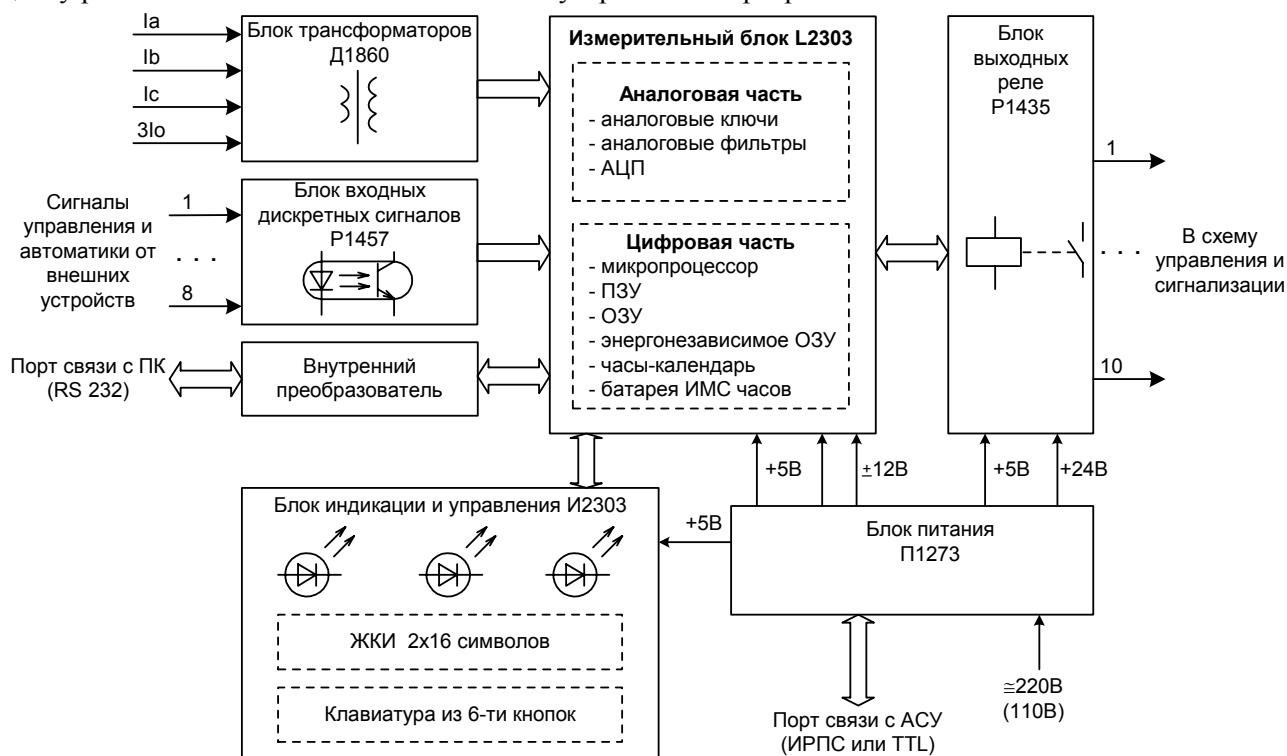 Ia
Ib
Ic
3Io
Блок трансформаторов
Д1860
Измерительный блок L2303
Аналоговая часть
- аналоговые ключи
- аналоговые фильтры
- АЦП
Цифровая часть
- микропроцессор
- ПЗУ
- ОЗУ
- энергонезависимое ОЗУ
- часы-календарь
- батарея ИМС часов
Блок
выходных
реле
Р1435
1
. . .
10
В схему
управления и
сигнализации
Сигналы
управления и
автоматики от
внешних
устройств
1
. . .
8
Блок входных
дискретных сигналов
Р1457
Порт связи с ПК
(RS 232)
Внутренний
преобразователь
+5В
±12В
+5В
+24В
Блок индикации и управления И2303
ЖКИ 2х16 символов
Клавиатура из 6-ти кнопок
+5В
Блок питания
П1273
Порт связи с АСУ
(ИРПС или TTL)
≅220В
(110В)